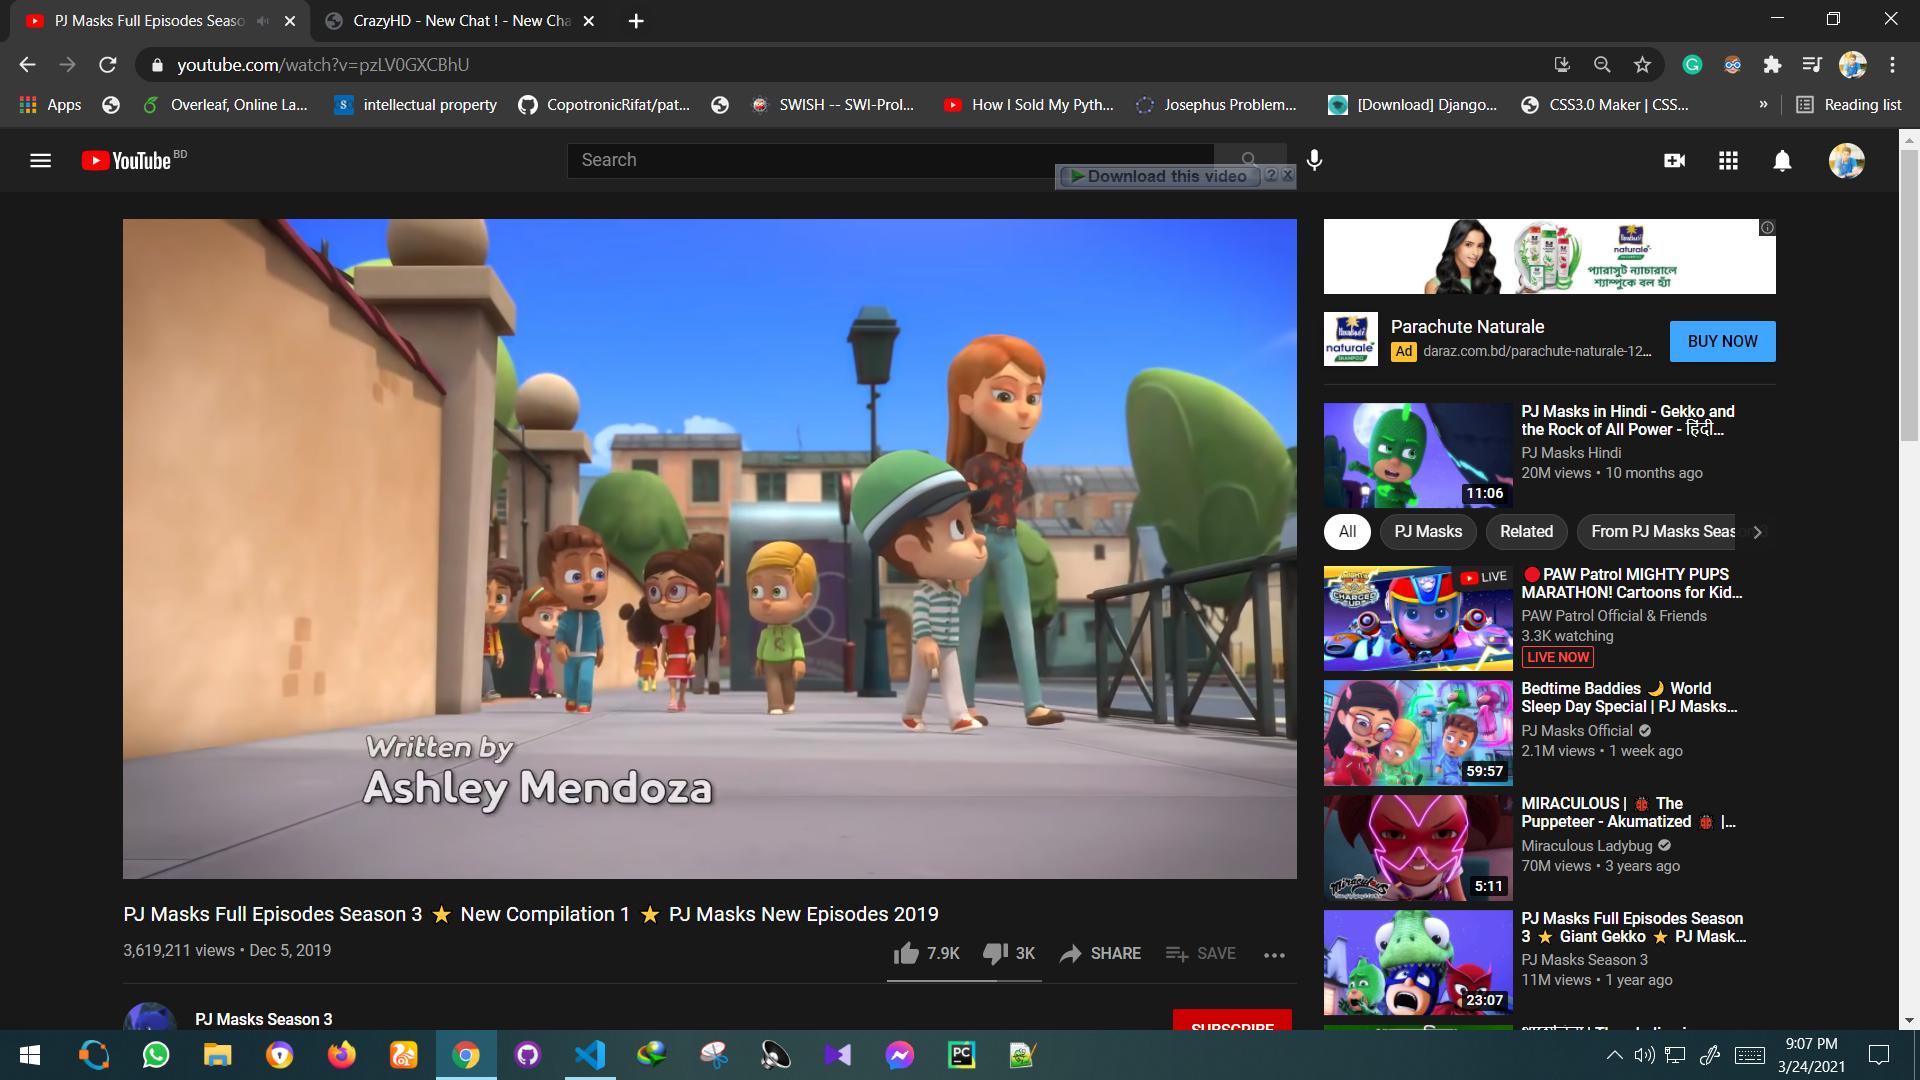 PJ Masks Full Episodes Seaso
CrazyHD - New Chat ! - New Cha
youtube.com/watch?v=pzLV0GXCBhU
Apps
Overleaf, Online La...
intellectual property
CopotronicRifat/pat...
SWISH -- SWI-Prol...
How I Sold My Pyth...
Josephus Problem...
[Download] Django...
CSS3.0 Maker | CSS...
»
Reading list
YouTube BD
Search
Download this video
naturale
প্যারাসুট ন্যাচারালে
শ্যাম্পুকে বল হ্যাঁ
naturale
SHAMPOO
Parachute Naturale
Ad daraz.com.bd/parachute-naturale-12...
BUY NOW
Written by
Ashley Mendoza
PJ Masks Full Episodes Season 3 ⭐ New Compilation 1 ⭐ PJ Masks New Episodes 2019
3,619,211 views • Dec 5, 2019
7.9K
3K
SHARE
SAVE
PJ Masks Season 3
SUBSCRIBE
11:06
PJ Masks in Hindi - Gekko and
the Rock of All Power - हिंदी...
PJ Masks Hindi
20M views • 10 months ago
All
PJ Masks
Related
From PJ Masks Seas
CHARGED UP
LIVE
🔴PAW Patrol MIGHTY PUPS
MARATHON! Cartoons for Kid...
PAW Patrol Official & Friends
3.3K watching
LIVE NOW
59:57
Bedtime Baddies 🌙 World
Sleep Day Special | PJ Masks...
PJ Masks Official
2.1M views • 1 week ago
Miraculous
5:11
MIRACULOUS | 🐞 The
Puppeteer - Akumatized 🐞 |...
Miraculous Ladybug
70M views • 3 years ago
23:07
PJ Masks Full Episodes Season
3 ⭐ Giant Gekko ⭐ PJ Mask...
PJ Masks Season 3
11M views • 1 year ago
PC
9:07 PM
3/24/2021